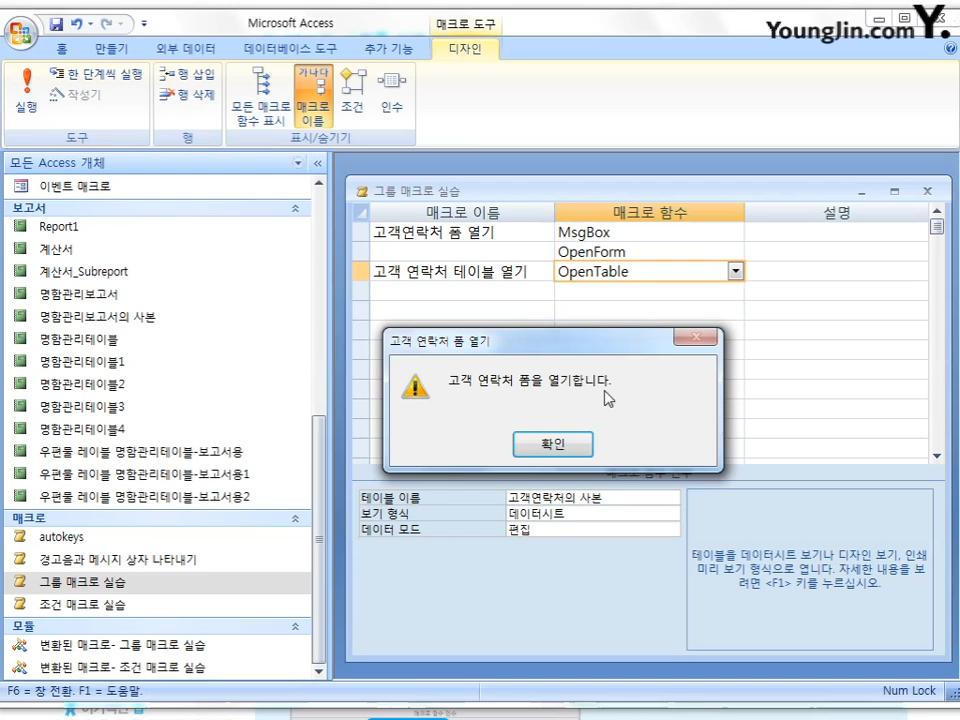 Microsoft Access
매크로 도구
YoungJin.com Y.
홈 만들기 외부 데이터 데이터베이스 도구 추가 기능 디자인
실행
한 단계씩 실행
작성기
도구
행 삽입
행 삭제
행
모든 매크로 함수 표시
가나다
매크로 이름
조건
인수
표시/숨기기
모든 Access 개체
이벤트 매크로
보고서
Report1
계산서
계산서_Subreport
명함관리보고서
명함관리보고서의 사본
명함관리테이블
명함관리테이블1
명함관리테이블2
명함관리테이블3
명함관리테이블4
우편물 레이블 명함관리테이블-보고서용
우편물 레이블 명함관리테이블-보고서용1
우편물 레이블 명함관리테이블-보고서용2
매크로
autokeys
경고음과 메시지 상자 나타내기
그룹 매크로 실습
조건 매크로 실습
모듈
변환된 매크로- 그룹 매크로 실습
변환된 매크로- 조건 매크로 실습
그룹 매크로 실습
매크로 이름 매크로 함수 설명
고객연락처 폼 열기 MsgBox
OpenForm
고객 연락처 테이블 열기 OpenTable
고객 연락처 폼 열기
고객 연락처 폼을 열기합니다.
확인
테이블 이름 고객연락처의 사본
보기 형식 데이터시트
데이터 모드 편집
테이블을 데이터시트 보기나 디자인 보기, 인쇄
미리 보기 형식으로 엽니다. 자세한 내용을 보
려면 <F1> 키를 누르십시오.
F6 = 창 전환. F1 = 도움말.
Num Lock